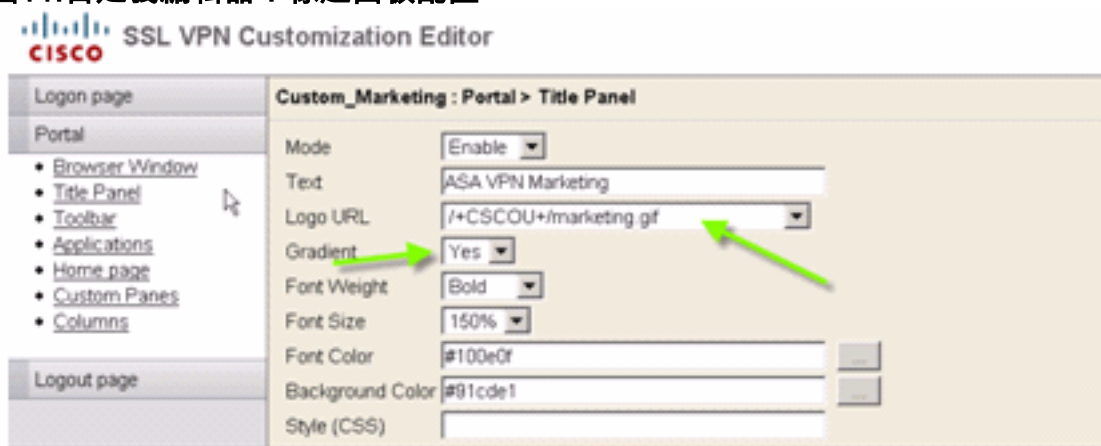 CISCO SSL VPN Customization Editor
Logon page
Portal
• Browser Window
• Title Panel
• Toolbar
• Applications
• Home page
• Custom Panes
• Columns
Logout page
Custom_Marketing : Portal > Title Panel
Mode Enable
Text ASA VPN Marketing
Logo URL /+CSCOU+/marketing.gif
Gradient Yes
Font Weight Bold
Font Size 150%
Font Color #100e0f ...
Background Color #91cde1 ...
Style (CSS)